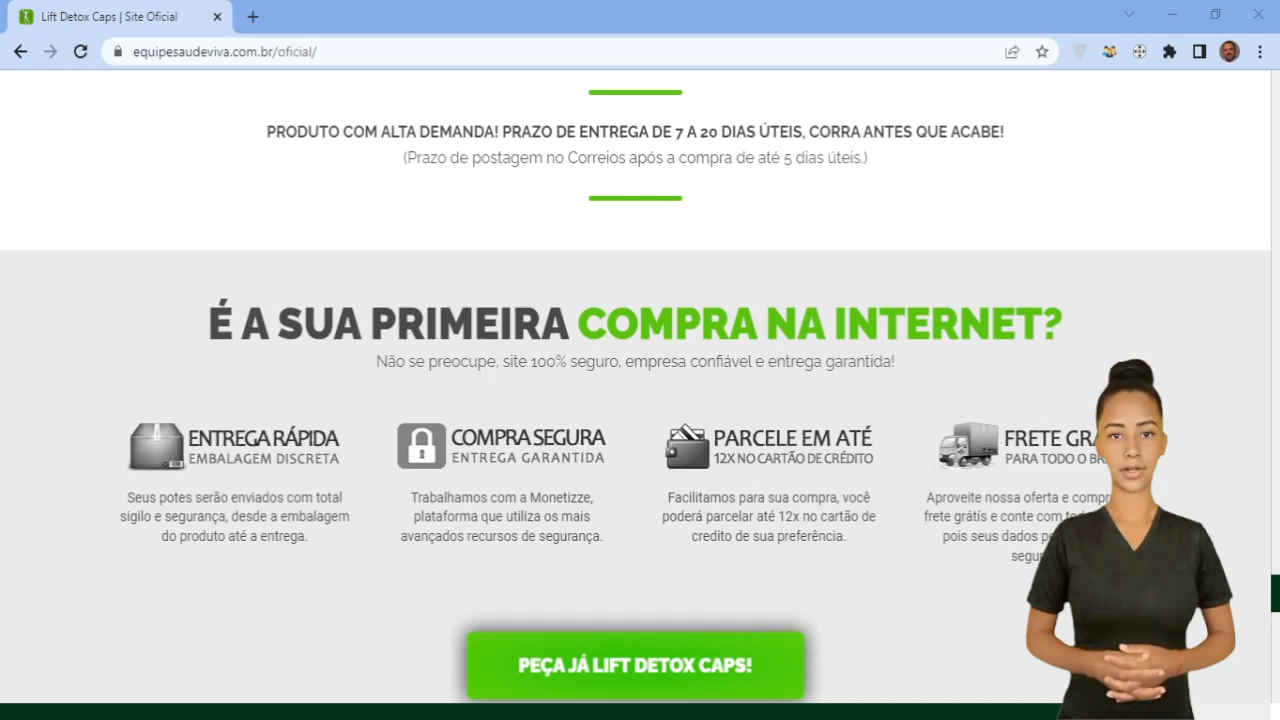 Lift Detox Caps | Site Oficial
equipesaudeviva.com.br/oficial/
PRODUTO COM ALTA DEMANDA! PRAZO DE ENTREGA DE 7 A 20 DIAS ÚTEIS, CORRA ANTES QUE ACABE!
(Prazo de postagem no Correios após a compra de até 5 dias úteis.)
É A SUA PRIMEIRA COMPRA NA INTERNET?
Não se preocupe, site 100% seguro, empresa confiável e entrega garantida!
ENTREGA RÁPIDA
EMBALAGEM DISCRETA
Seus potes serão enviados com total
sigilo e segurança, desde a embalagem
do produto até a entrega.
COMPRA SEGURA
ENTREGA GARANTIDA
Trabalhamos com a Monetizze,
plataforma que utiliza os mais
avançados recursos de segurança.
PARCELE EM ATÉ
12X NO CARTÃO DE CRÉDITO
Facilitamos para sua compra, você
poderá parcelar até 12x no cartão de
credito de sua preferência.
FRETE
PARA TODO O
Aproveite nossa oferta e
frete grátis e conte com
pois seus dados
PEÇA JÁ LIFT DETOX CAPS!